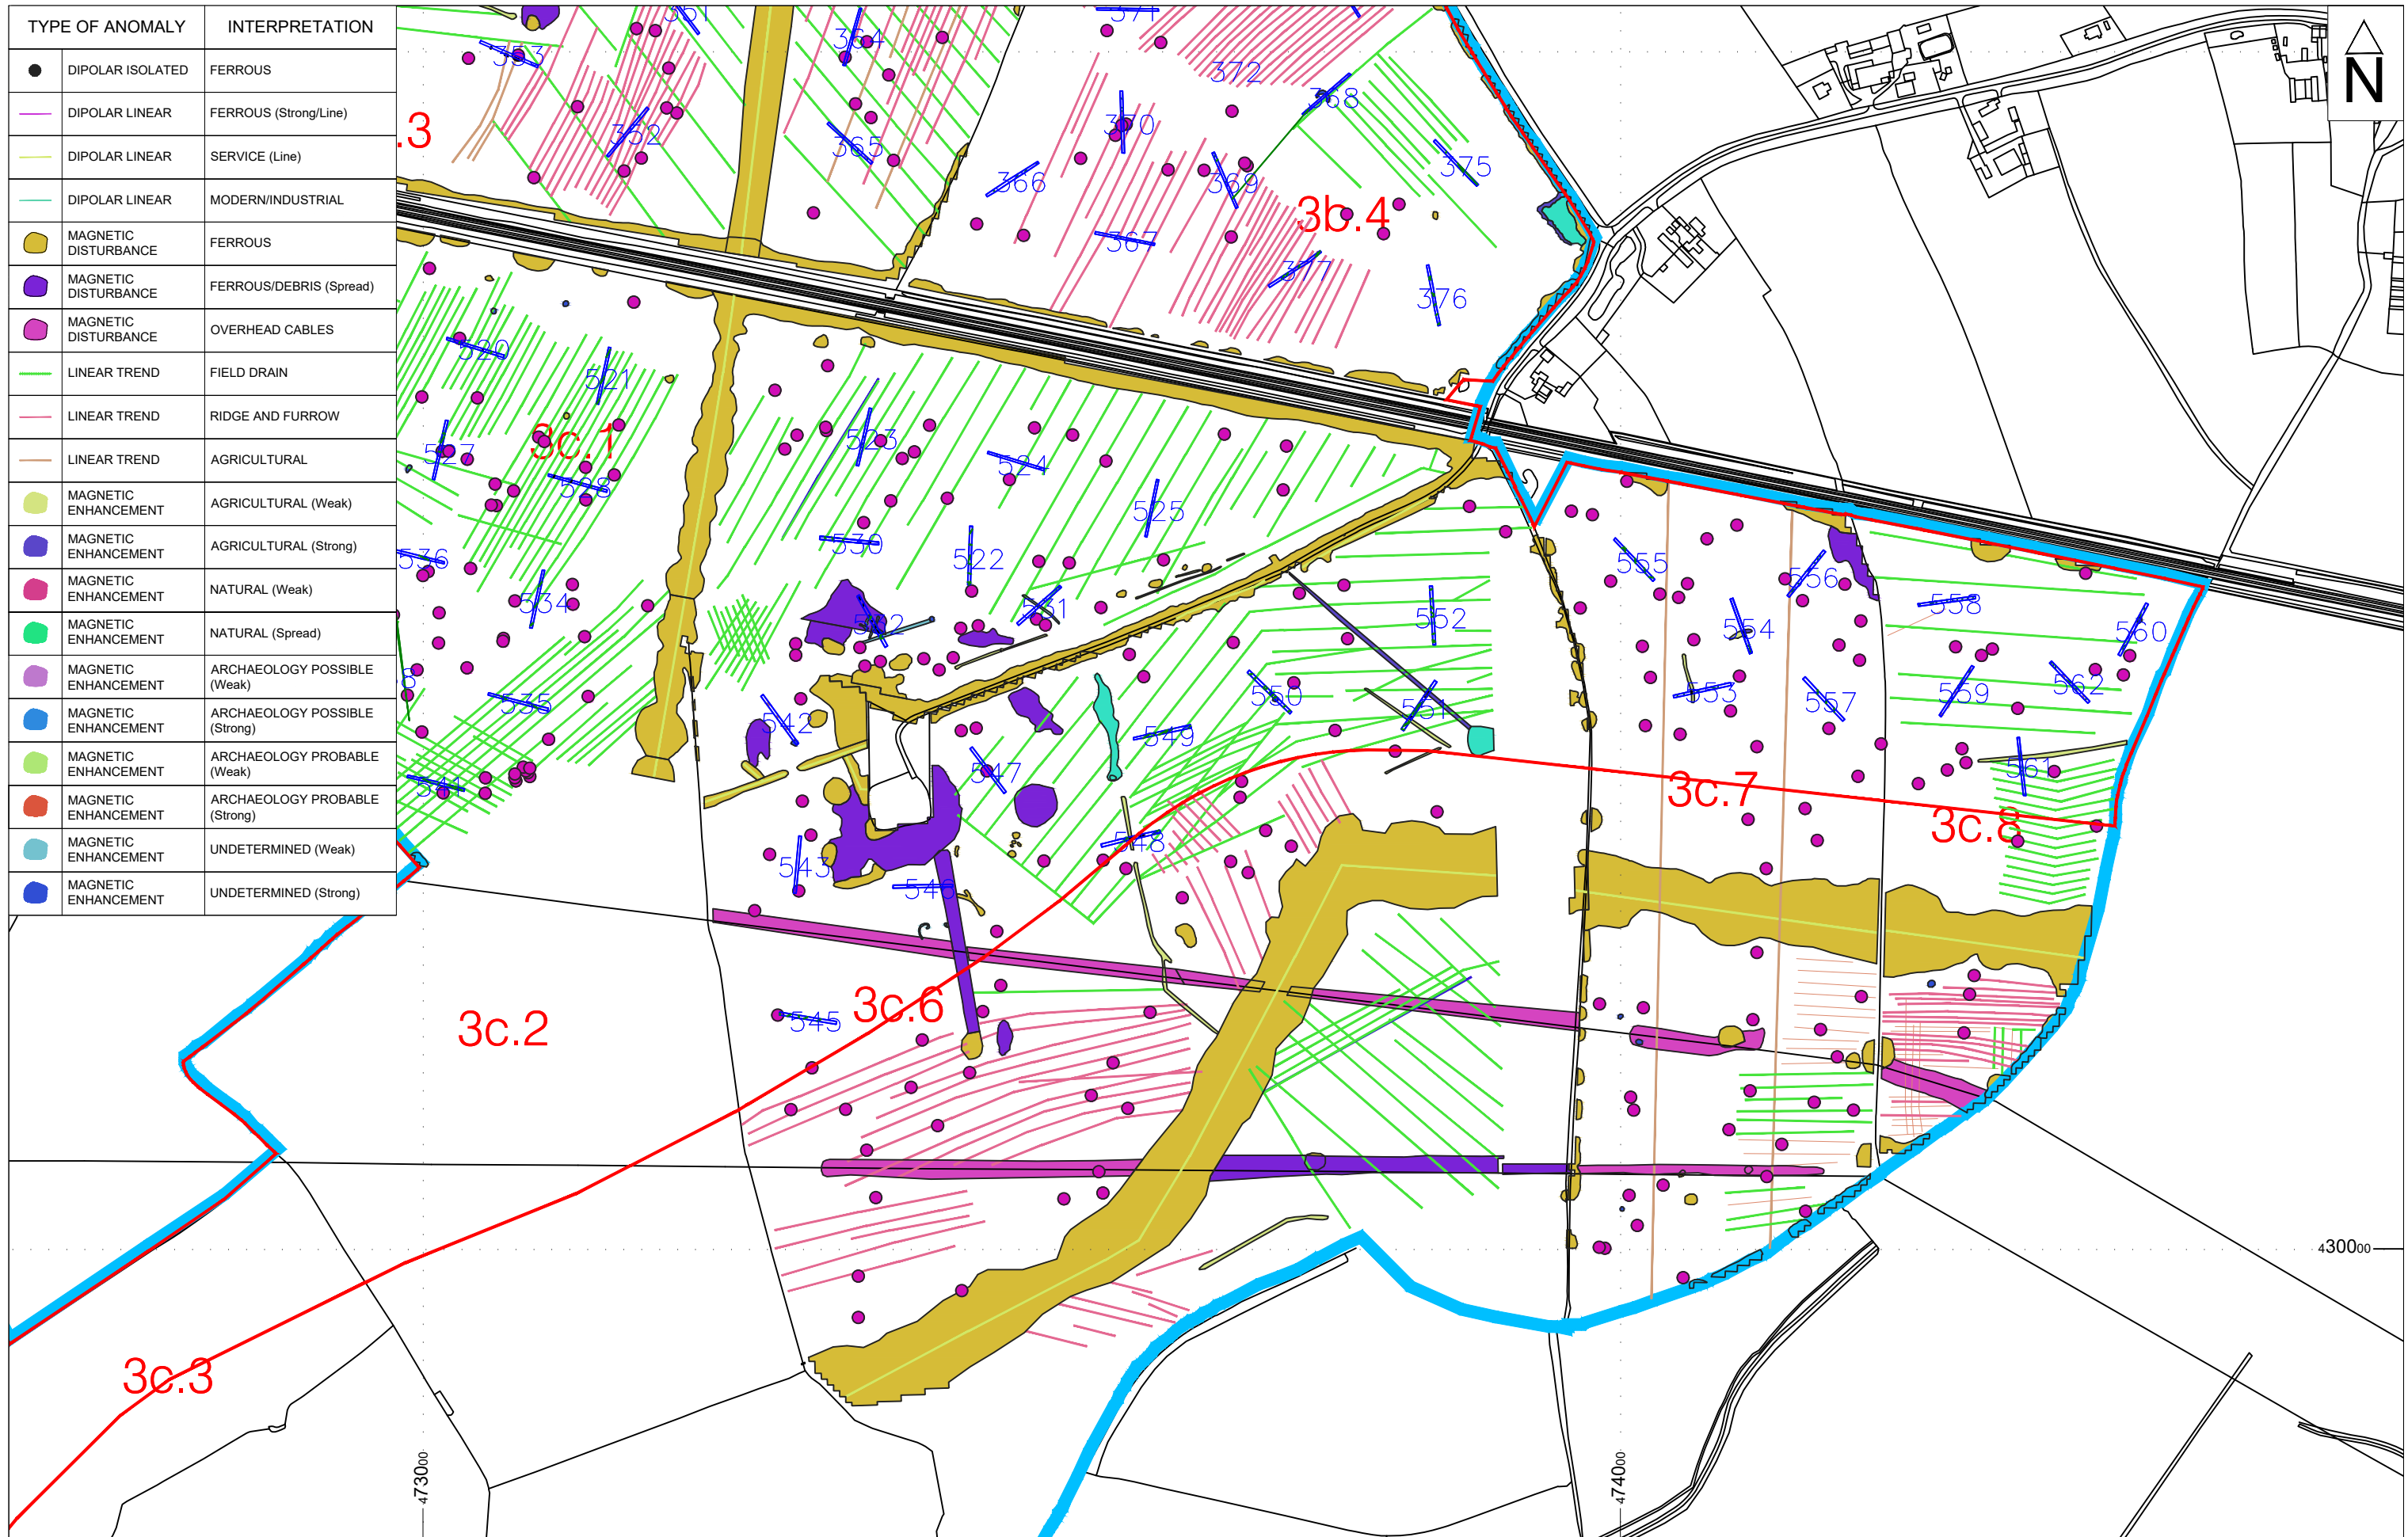 TYPE OF ANOMALY INTERPRETATION
DIPOLAR ISOLATED FERROUS
DIPOLAR LINEAR FERROUS (Strong/Line)
DIPOLAR LINEAR SERVICE (Line)
DIPOLAR LINEAR MODERN/INDUSTRIAL
MAGNETIC DISTURBANCE FERROUS
MAGNETIC DISTURBANCE FERROUS/DEBRIS (Spread)
MAGNETIC DISTURBANCE OVERHEAD CABLES
LINEAR TREND FIELD DRAIN
LINEAR TREND RIDGE AND FURROW
LINEAR TREND AGRICULTURAL
MAGNETIC ENHANCEMENT AGRICULTURAL (Weak)
MAGNETIC ENHANCEMENT AGRICULTURAL (Strong)
MAGNETIC ENHANCEMENT NATURAL (Weak)
MAGNETIC ENHANCEMENT NATURAL (Spread)
MAGNETIC ENHANCEMENT ARCHAEOLOGY POSSIBLE (Weak)
MAGNETIC ENHANCEMENT ARCHAEOLOGY POSSIBLE (Strong)
MAGNETIC ENHANCEMENT ARCHAEOLOGY PROBABLE (Weak)
MAGNETIC ENHANCEMENT ARCHAEOLOGY PROBABLE (Strong)
MAGNETIC ENHANCEMENT UNDETERMINED (Weak)
MAGNETIC ENHANCEMENT UNDETERMINED (Strong)
N
351
371
353
364
372
368
.3
352
365
370
375
366
369
3b.4
367
377
376
520
521
3c.1
523
527
524
528
525
530
522
536
555
556
534
531
552
554
558
560
535
542
550
551
553
557
559
562
549
547
541
561
3c.7
548
3c.8
543
546
3c.6
3c.2
545
3c.3
430000
473000
474000